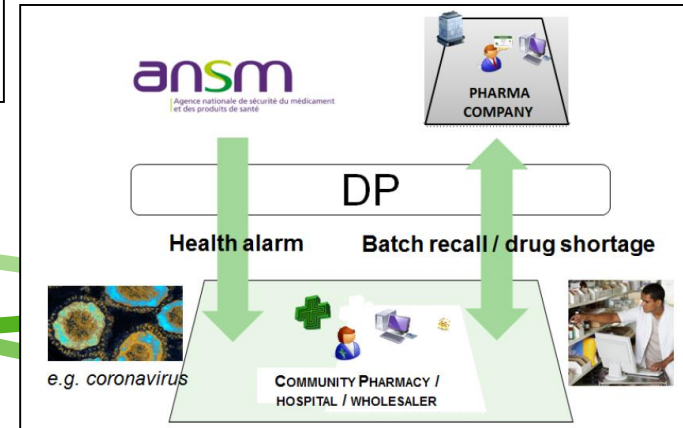 ansm
Agence nationale de sécurité du médicament
et des produits de santé
PHARMA
COMPANY
DP
Health alarm
Batch recall / drug shortage
e.g. coronavirus
COMMUNITY PHARMACY /
HOSPITAL / WHOLESALER